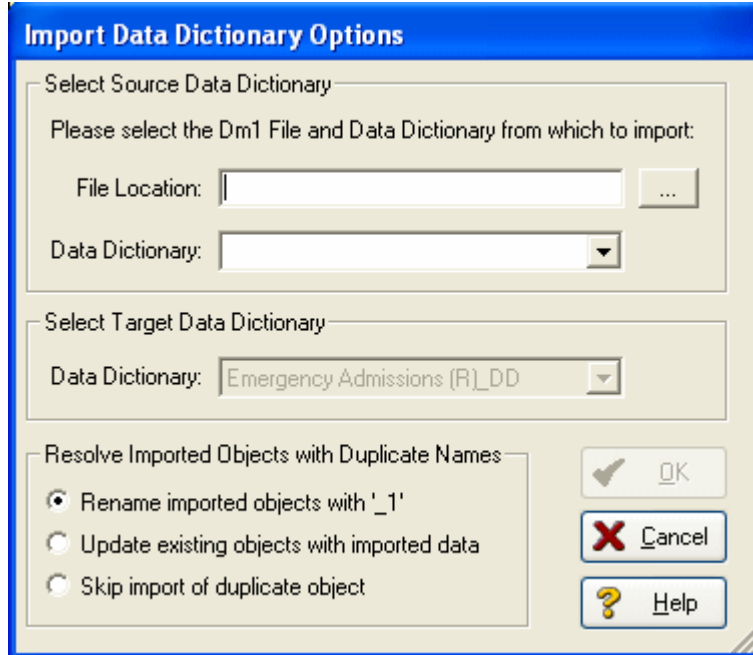 Import Data Dictionary Options
Select Source Data Dictionary
Please select the Dm1 File and Data Dictionary from which to import:
File Location:
...
Data Dictionary:
Select Target Data Dictionary
Data Dictionary: Emergency Admissions (R)_DD
Resolve Imported Objects with Duplicate Names
Rename imported objects with '_1'
Update existing objects with imported data
Skip import of duplicate object
OK
Cancel
Help